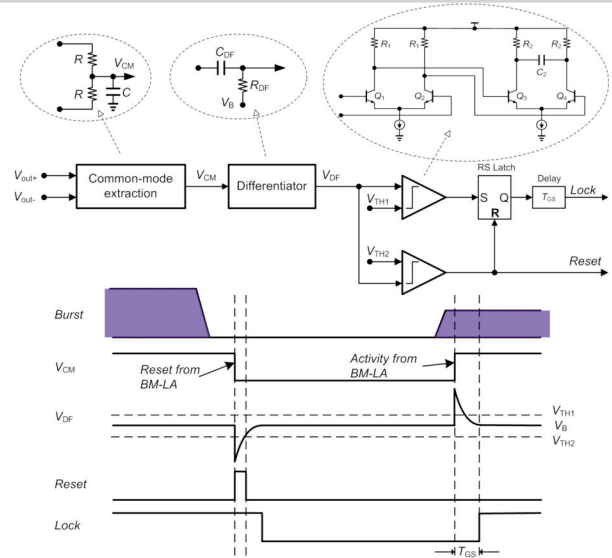 R
V_CM
R
C
C_DF
R_DF
V_B
R_1 R_1 R_2 R_2
C_2
Q_1 Q_2 Q_3 Q_4
V_out+
V_out-
Common-mode
extraction
V_CM
Differentiator
V_DF
V_TH1
V_TH2
RS Latch
S Q
R
Delay
T_GS
Lock
Reset
Burst
V_CM
Reset from
BM-LA
Activity from
BM-LA
V_DF
V_TH1
V_B
V_TH2
Reset
Lock
T_GS